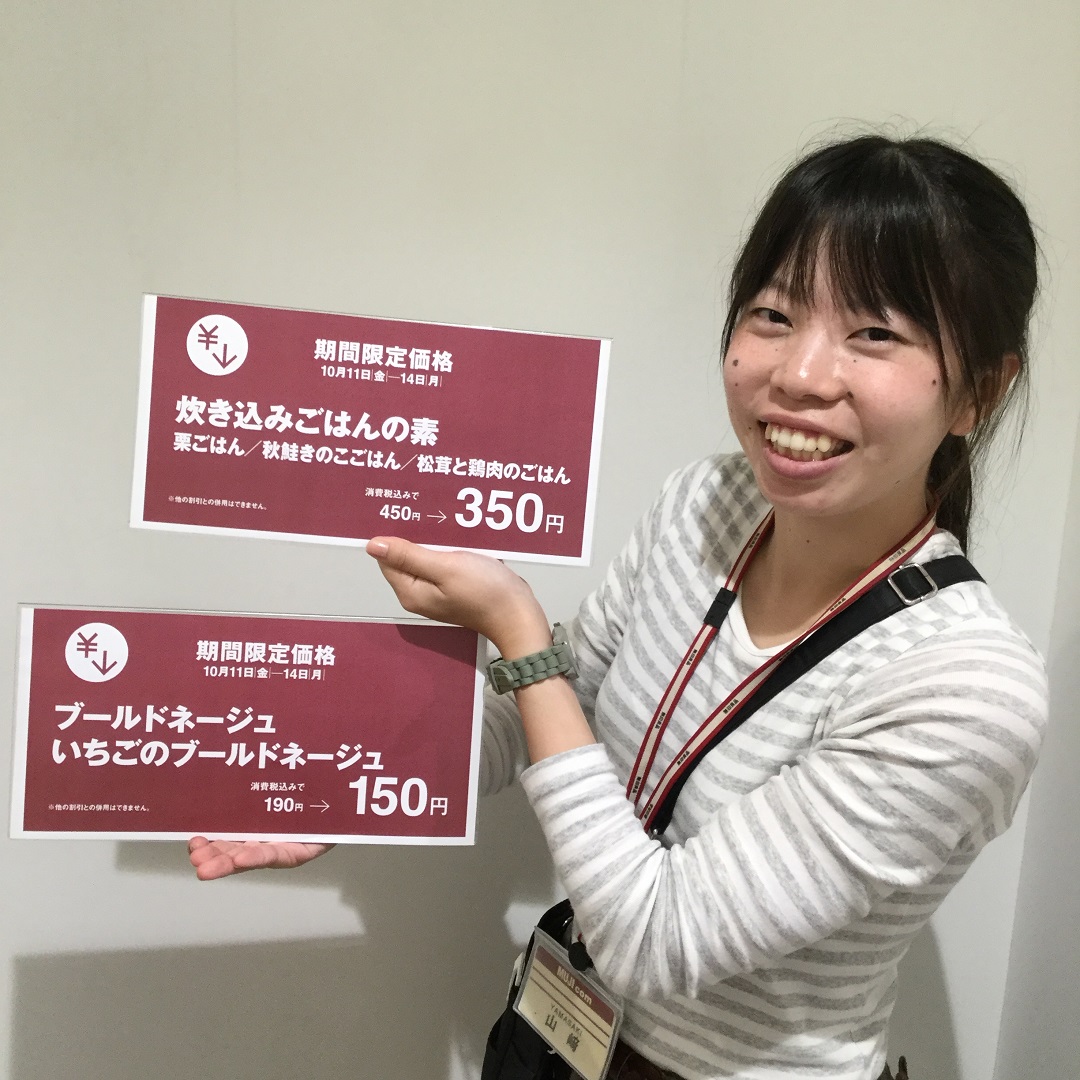 ¥↓
期間限定価格
10月11日|金|―14日|月|
炊き込みごはんの素
栗ごはん／秋鮭きのこごはん／松茸と鶏肉のごはん
消費税込みで
450円→350円
※他の割引との併用はできません。
¥↓
期間限定価格
10月11日|金|―14日|月|
ブールドネージュ
いちごのブールドネージュ
消費税込みで
190円→150円
※他の割引との併用はできません。
MUJIcom
YAMASAKI
山﨑